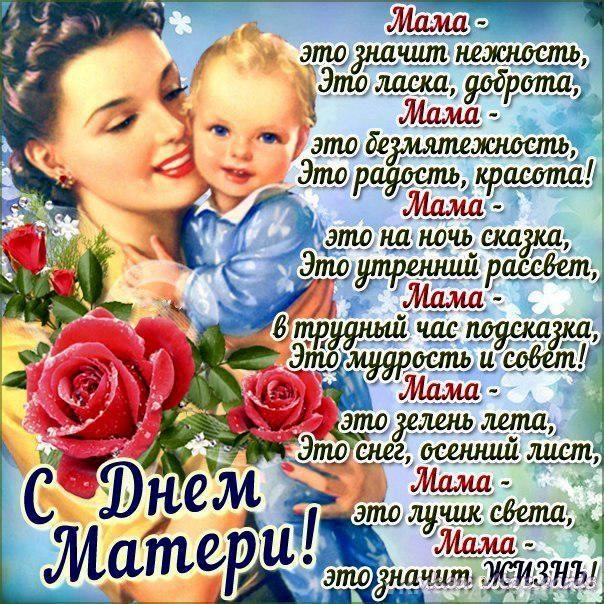 Мама -
это значит нежность,
Это ласка, доброта,
Мама -
это безмятежность,
Это радость, красота!
Мама -
это на ночь сказка,
Это утренний рассвет,
Мама -
в трудный час подсказка,
Это мудрость и совет!
Мама -
это зелень лета,
Это снег, осенний лист,
Мама -
это лучик света,
Мама -
это значит ЖИЗНЬ!
С Днем
Матери!